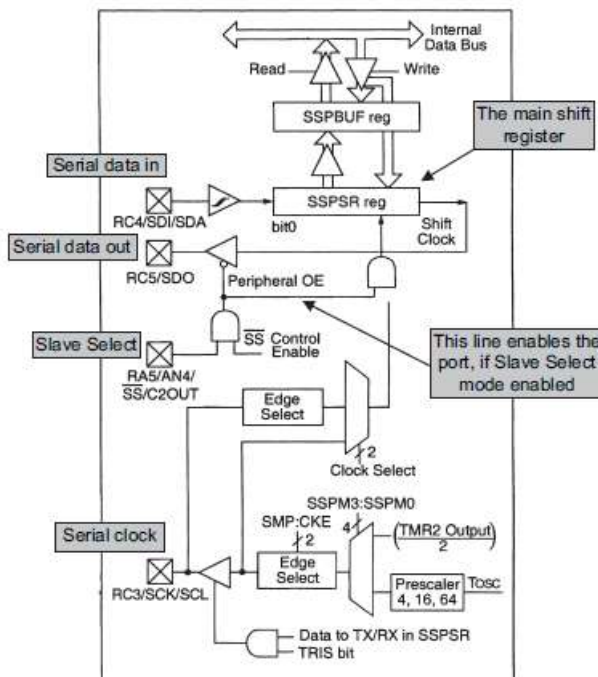 Internal
Data Bus
Read
Write
SSPBUF reg
The main shift
register
Serial data in
SSPSR reg
RC4/SDI/SDA
bit0
Shift
Clock
Serial data out
Peripheral OE
RC5/SDO
Slave Select
SS Control
Enable
This line enables the
port, if Slave Select
mode enabled
RA5/AN4/
SS/C2OUT
Edge
Select
2
Clock Select
SSPM3:SSPM0
Serial clock
SMP:CKE
4
(TMR2 Output)
2
2
Edge
Select
Prescaler
4, 16, 64
Tosc
RC3/SCK/SCL
Data to TX/RX in SSPSR
TRIS bit